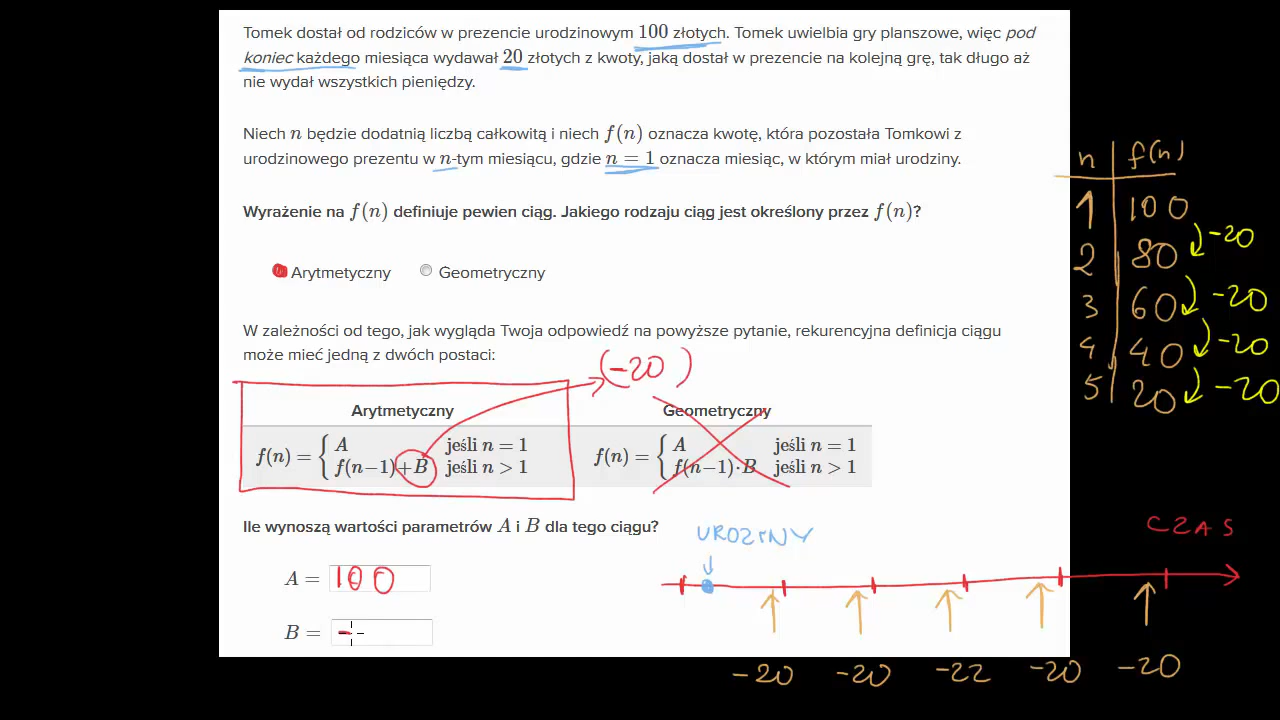 Tomek dostał od rodziców w prezencie urodzinowym 100 złotych. Tomek uwielbia gry planszowe, więc pod
koniec każdego miesiąca wydawał 20 złotych z kwoty, jaką dostał w prezencie na kolejną grę, tak długo aż
nie wydał wszystkich pieniędzy.
Niech n będzie dodatnią liczbą całkowitą i niech f(n) oznacza kwotę, która pozostała Tomkowi z
urodzinowego prezentu w n-tym miesiącu, gdzie n = 1 oznacza miesiąc, w którym miał urodziny.
Wyrażenie na f(n) definiuje pewien ciąg. Jakiego rodzaju ciąg jest określony przez f(n)?
Arytmetyczny Geometryczny
W zależności od tego, jak wygląda Twoja odpowiedź na powyższe pytanie, rekurencyjna definicja ciągu
może mieć jedną z dwóch postaci:
(-20)
Arytmetyczny Geometryczny
f(n) = { A jeśli n = 1
f(n−1)+B jeśli n > 1
f(n) = { A jeśli n = 1
f(n−1)·B jeśli n > 1
Ile wynoszą wartości parametrów A i B dla tego ciągu?
A = 100
B = -
n f(n)
1 100
-20
2 80
-20
3 60
-20
4 40
-20
5 20
URODZINY
CZAS
-20 -20 -22 -20 -20